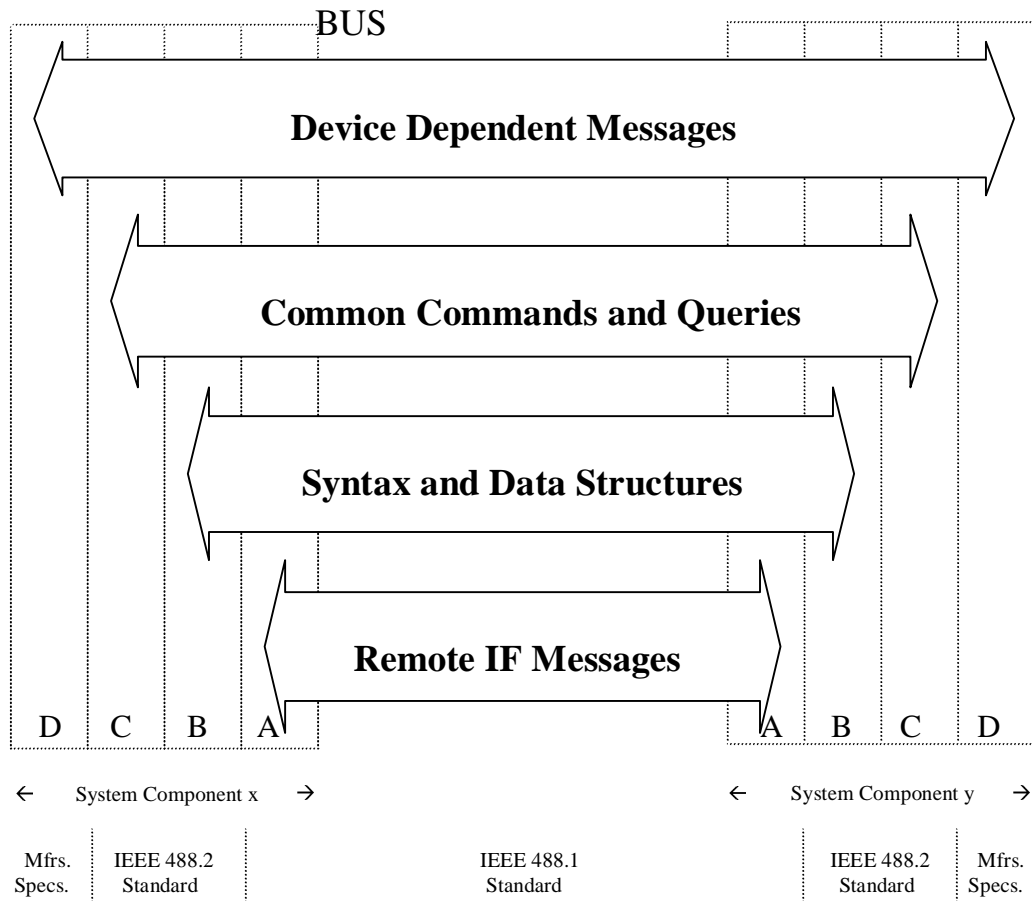 BUS
Device Dependent Messages
Common Commands and Queries
Syntax and Data Structures
Remote IF Messages
D C B A A B C D
← System Component x → ← System Component y →
Mfrs. IEEE 488.2 IEEE 488.1 IEEE 488.2 Mfrs.
Specs. Standard Standard Standard Specs.